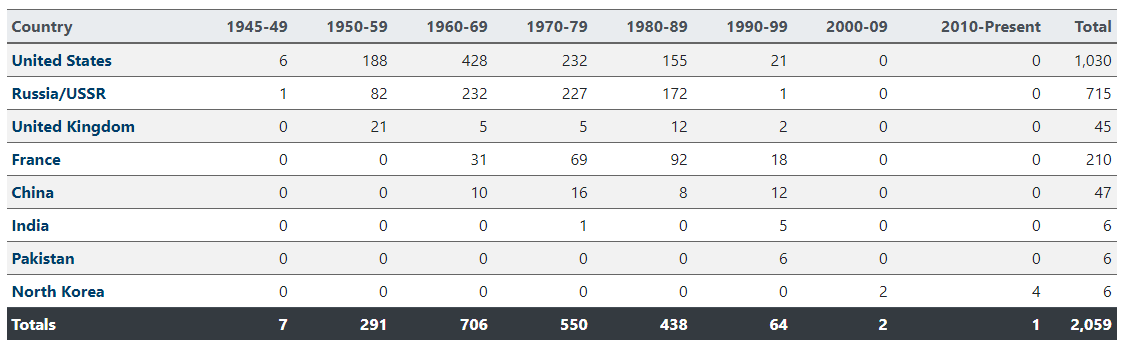 Country 1945-49 1950-59 1960-69 1970-79 1980-89 1990-99 2000-09 2010-Present Total
United States 6 188 428 232 155 21 0 0 1,030
Russia/USSR 1 82 232 227 172 1 0 0 715
United Kingdom 0 21 5 5 12 2 0 0 45
France 0 0 31 69 92 18 0 0 210
China 0 0 10 16 8 12 0 0 47
India 0 0 0 1 0 5 0 0 6
Pakistan 0 0 0 0 0 6 0 0 6
North Korea 0 0 0 0 0 0 2 4 6
Totals 7 291 706 550 438 64 2 1 2,059